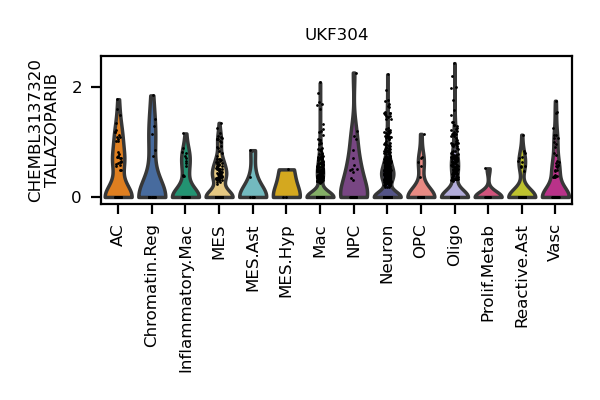 UKF304
CHEMBL3137320
TALAZOPARIB
2
0
AC
Chromatin.Reg
Inflammatory.Mac
MES
MES.Ast
MES.Hyp
Mac
NPC
Neuron
OPC
Oligo
Prolif.Metab
Reactive.Ast
Vasc